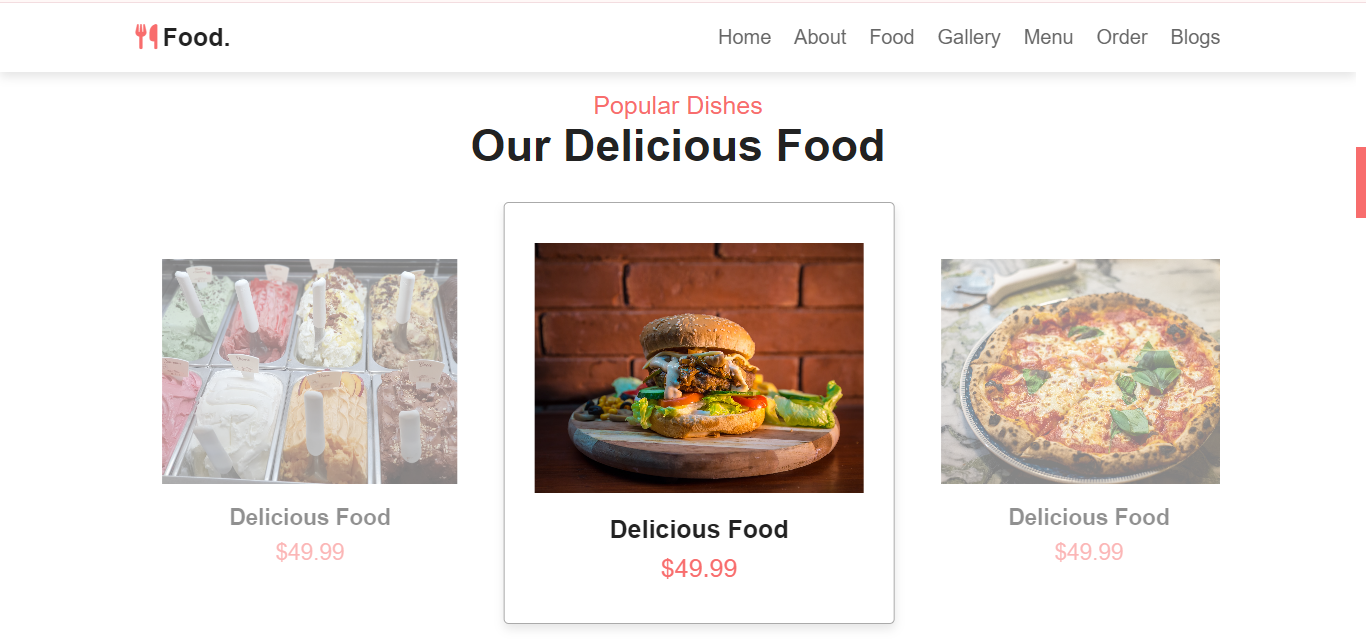 Food.
Home About Food Gallery Menu Order Blogs
Popular Dishes
Our Delicious Food
Delicious Food
$49.99
Delicious Food
$49.99
Delicious Food
$49.99